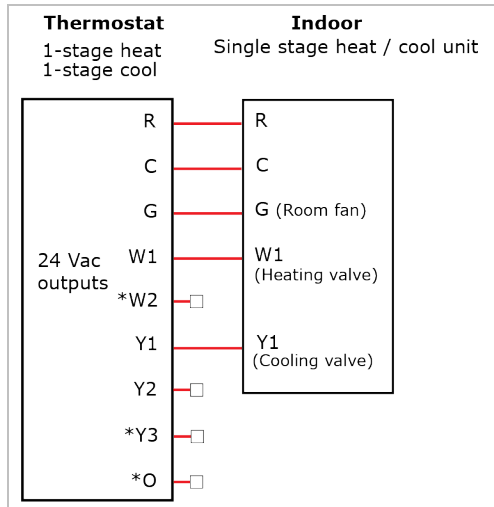 Thermostat
1-stage heat
1-stage cool
Indoor
Single stage heat / cool unit
24 Vac
outputs
R
C
G
W1
*W2
Y1
Y2
*Y3
*O
R
C
G (Room fan)
W1
(Heating valve)
Y1
(Cooling valve)